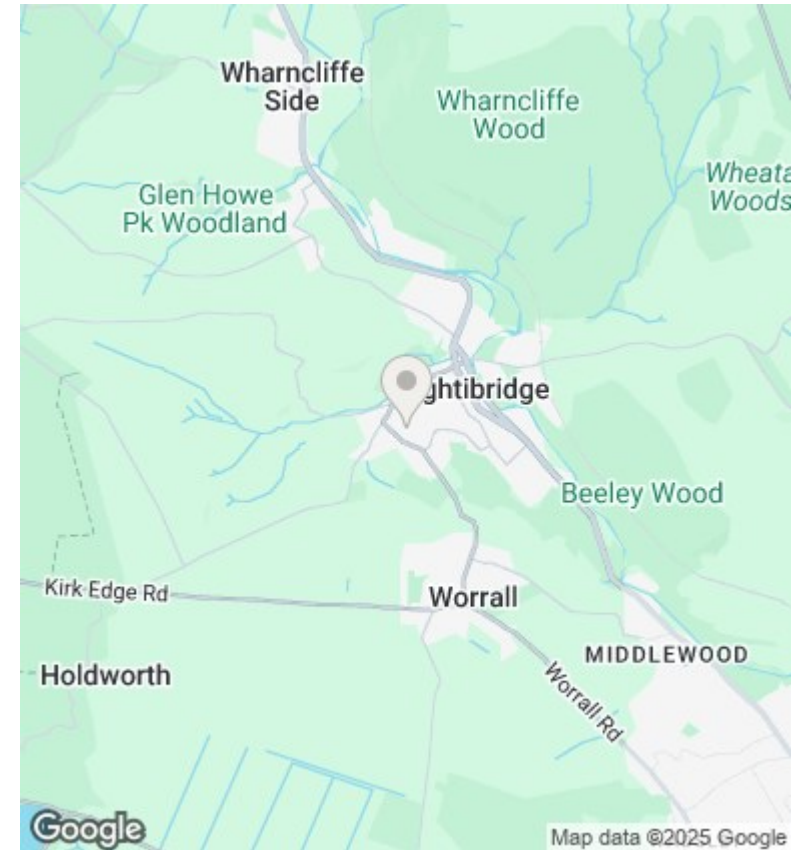 Wharncliffe
Side
Wharncliffe
Wood
Woods
Glen Howe
Pk Woodland
ghtibridge
Beeley Wood
Kirk Edge Rd
Worrall
MIDDLEWOOD
Holdworth
Worrall Rd
Google
Map data ©2025 Google